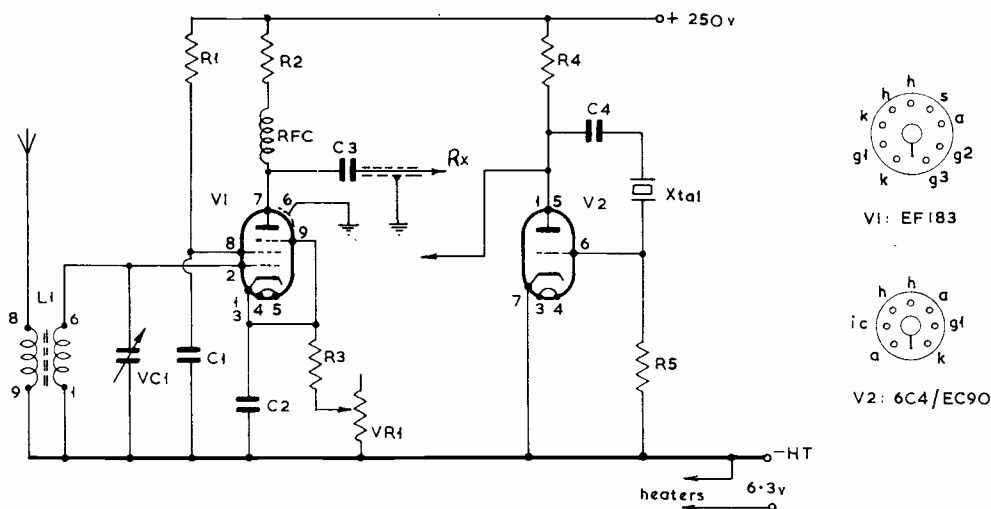 + 250v
R1
R2
R4
RFC
C3
Rx
C4
Xtal
V1
7
6
9
8
2
1
3
4
5
V2
1
5
6
7
3
4
L1
8
6
9
1
VC1
C1
C2
R3
VR1
R5
-HT
heaters
6·3v
h
h
s
k
a
g1
g2
k
g3
V1: EF183
h
h
a
ic
g1
a
k
V2: 6C4/EC90